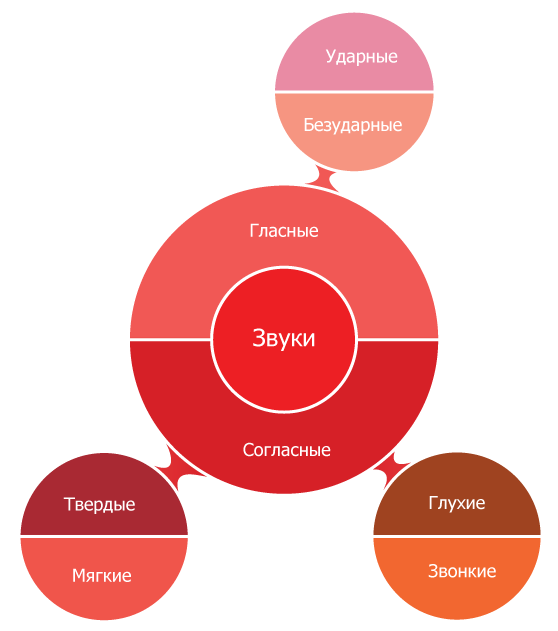 Ударные
Безударные
Гласные
Звуки
Согласные
Твердые
Мягкие
Глухие
Звонкие